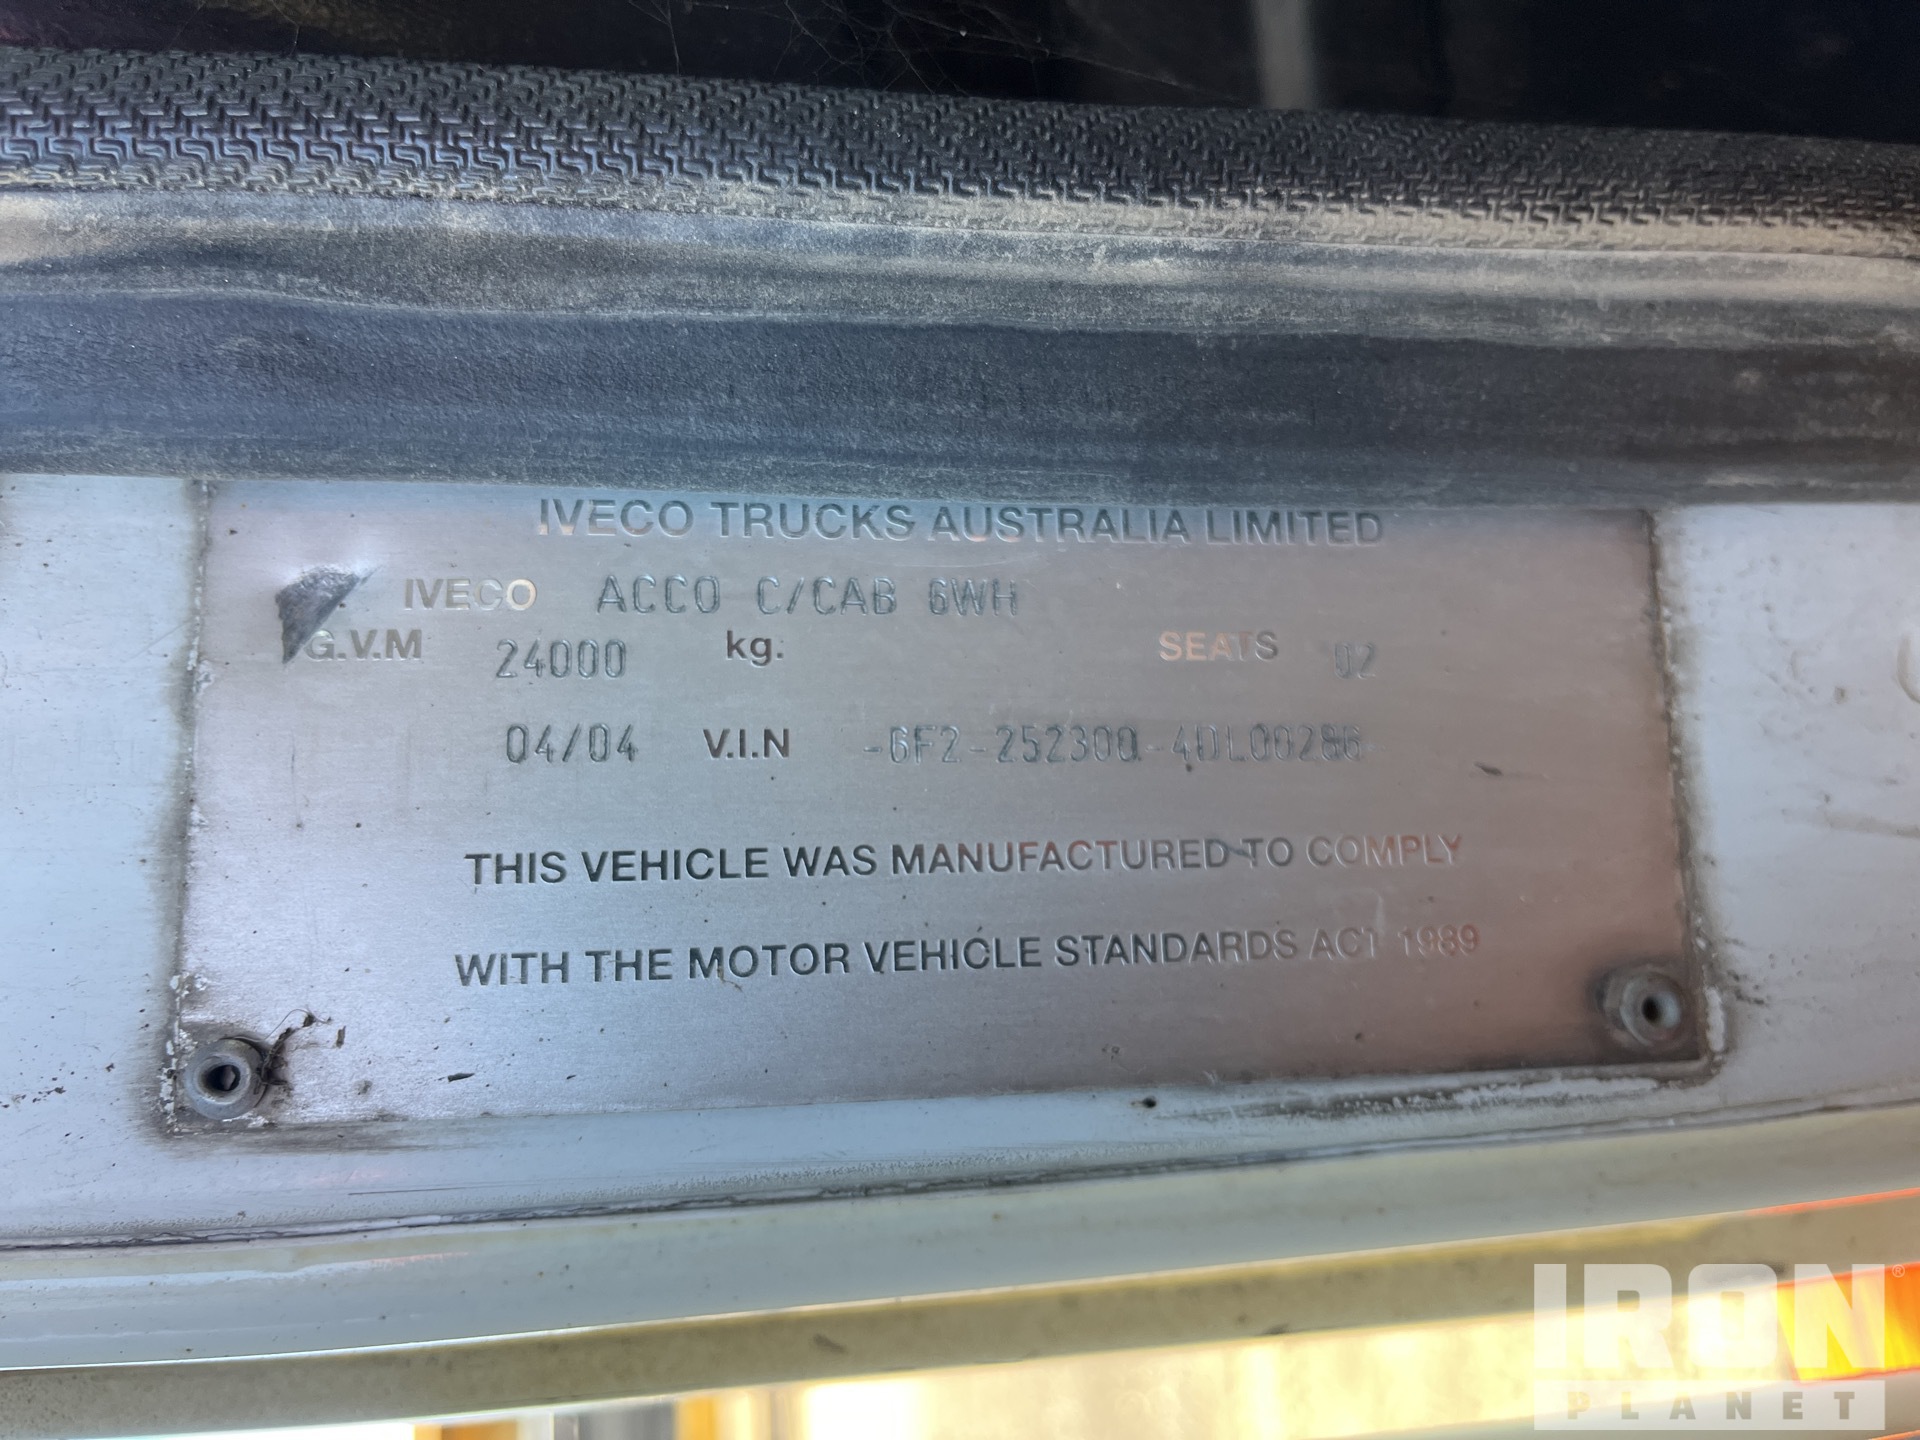 IVECO TRUCKS AUSTRALIA LIMITED
IVECO ACCO C/CAB 6WH
G.V.M 24000 kg. SEATS 02
04/04 V.I.N -6F2-252300-4DL00286-
THIS VEHICLE WAS MANUFACTURED TO COMPLY
WITH THE MOTOR VEHICLE STANDARDS ACT 1989
IRON®
PLANET